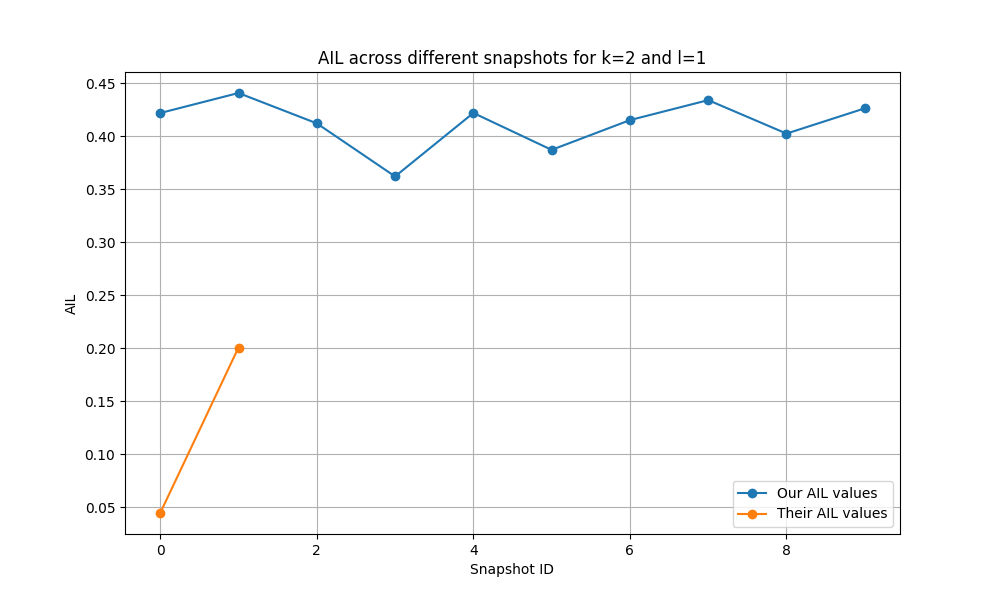 AIL across different snapshots for k=2 and l=1
0.45
0.40
0.35
0.30
0.25
0.20
0.15
0.10
0.05
AIL
Our AIL values
Their AIL values
0 2 4 6 8
Snapshot ID